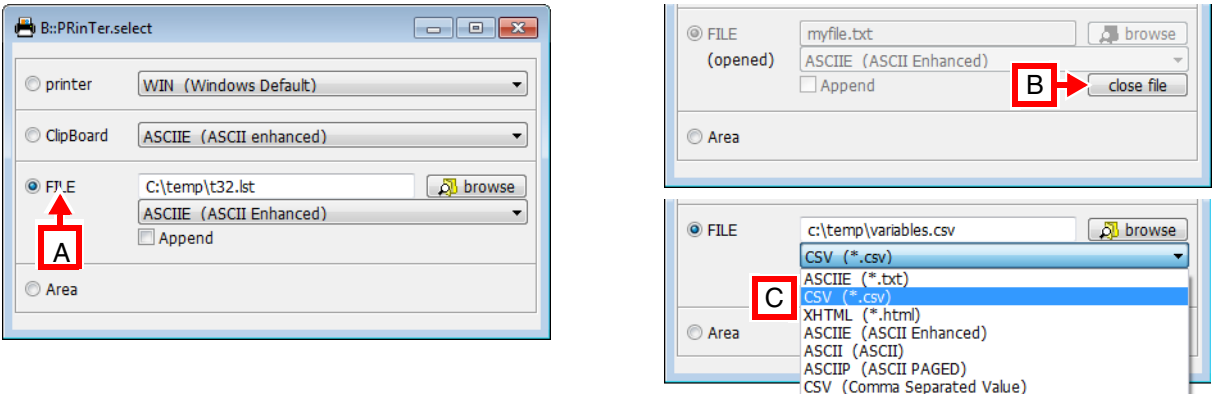 B::PRinTer.select
printer
WIN (Windows Default)
ClipBoard
ASCIIE (ASCII enhanced)
FILE
C:\temp\t32.lst
browse
ASCIIE (ASCII Enhanced)
Append
A
Area
FILE
myfile.txt
browse
(opened)
ASCIIE (ASCII Enhanced)
Append
B
close file
Area
FILE
c:\temp\variables.csv
browse
CSV (*.csv)
ASCIIE (*.txt)
C
CSV (*.csv)
XHTML (*.html)
Area
ASCIIE (ASCII Enhanced)
ASCII (ASCII)
ASCIIP (ASCII PAGED)
CSV (Comma Separated Value)